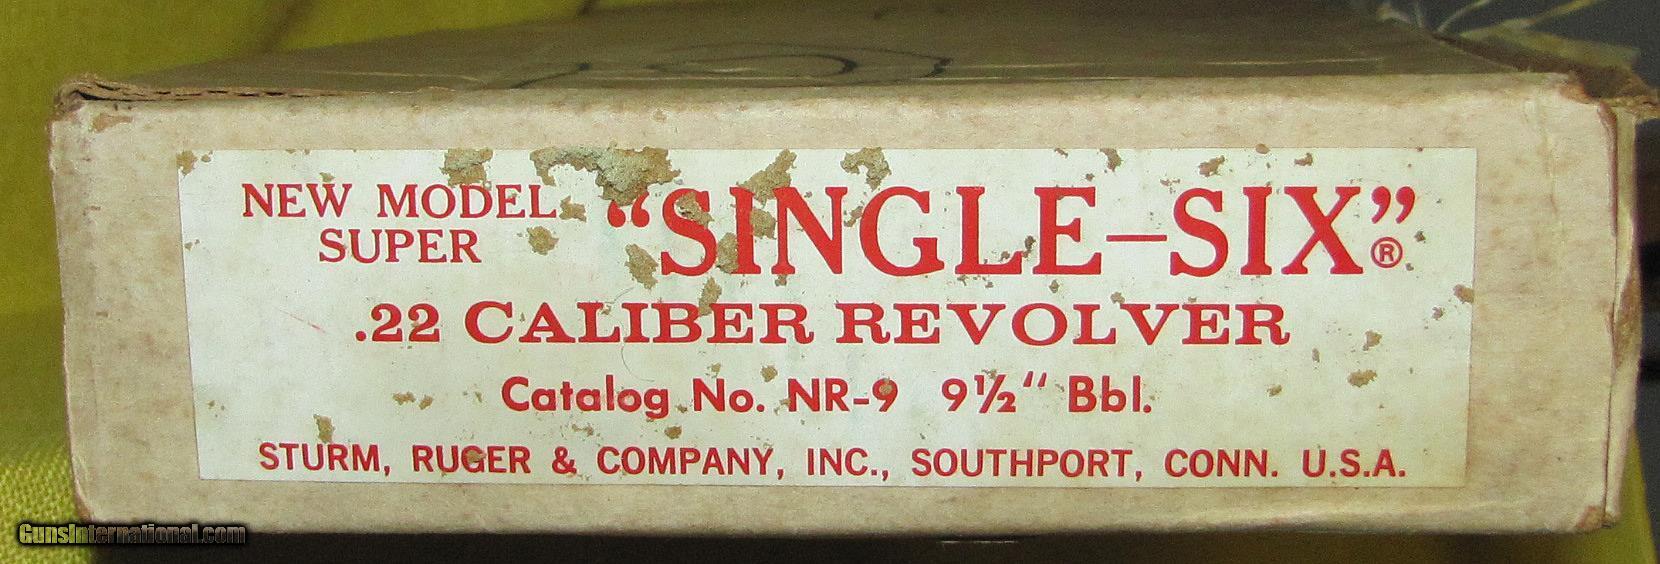 NEW MODEL
SUPER
“SINGLE–SIX”®
.22 CALIBER REVOLVER
Catalog No. NR-9 9½" Bbl.
STURM, RUGER & COMPANY, INC., SOUTHPORT, CONN. U.S.A.
GunsInternational.com